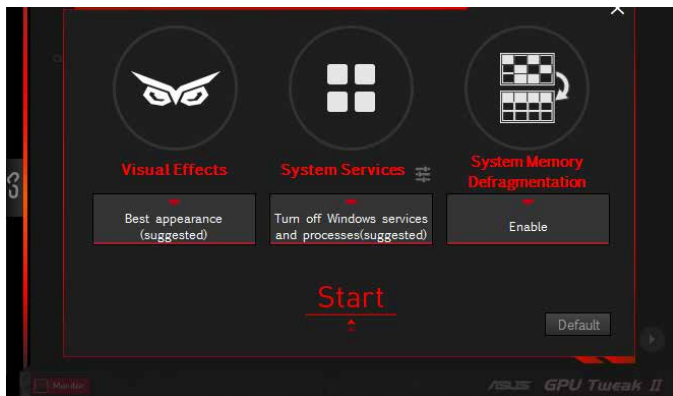 Visual Effects
System Services
System Memory
Defragmentation
Best appearance
(suggested)
Turn off Windows services
and processes(suggested)
Enable
Start
Default
Monitor
ASUS GPU Tweak II